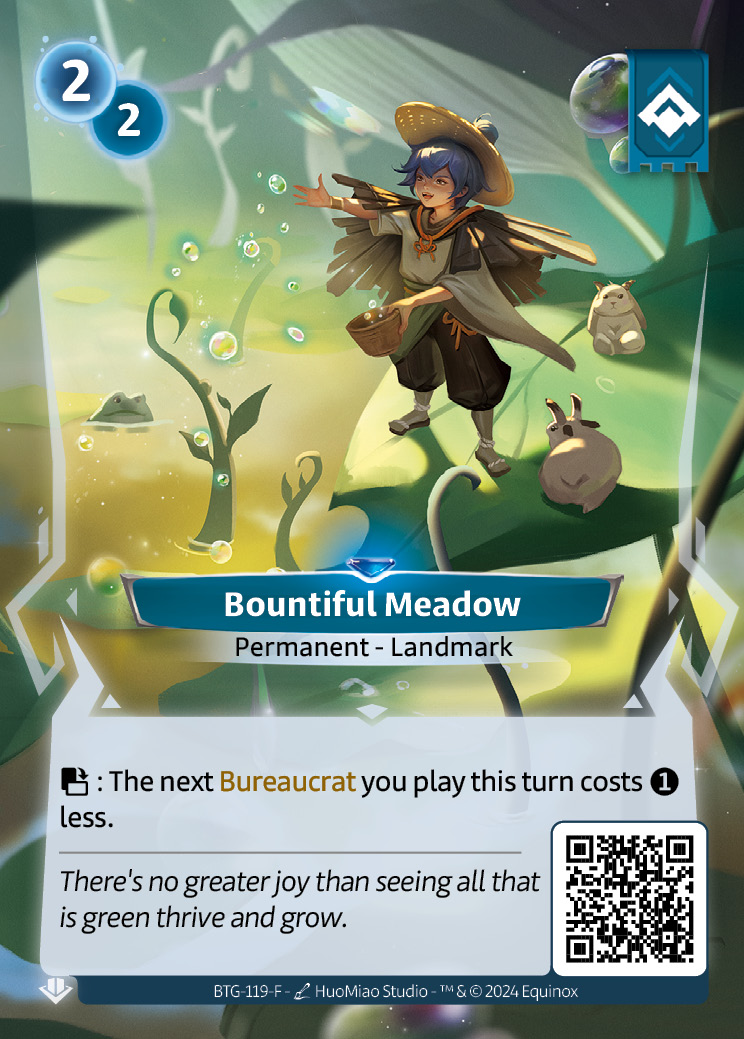 2
2
Bountiful Meadow
Permanent - Landmark
: The next Bureaucrat you play this turn costs 1
less.
There's no greater joy than seeing all that
is green thrive and grow.
BTG-119-F - HuoMiao Studio - ™ & © 2024 Equinox